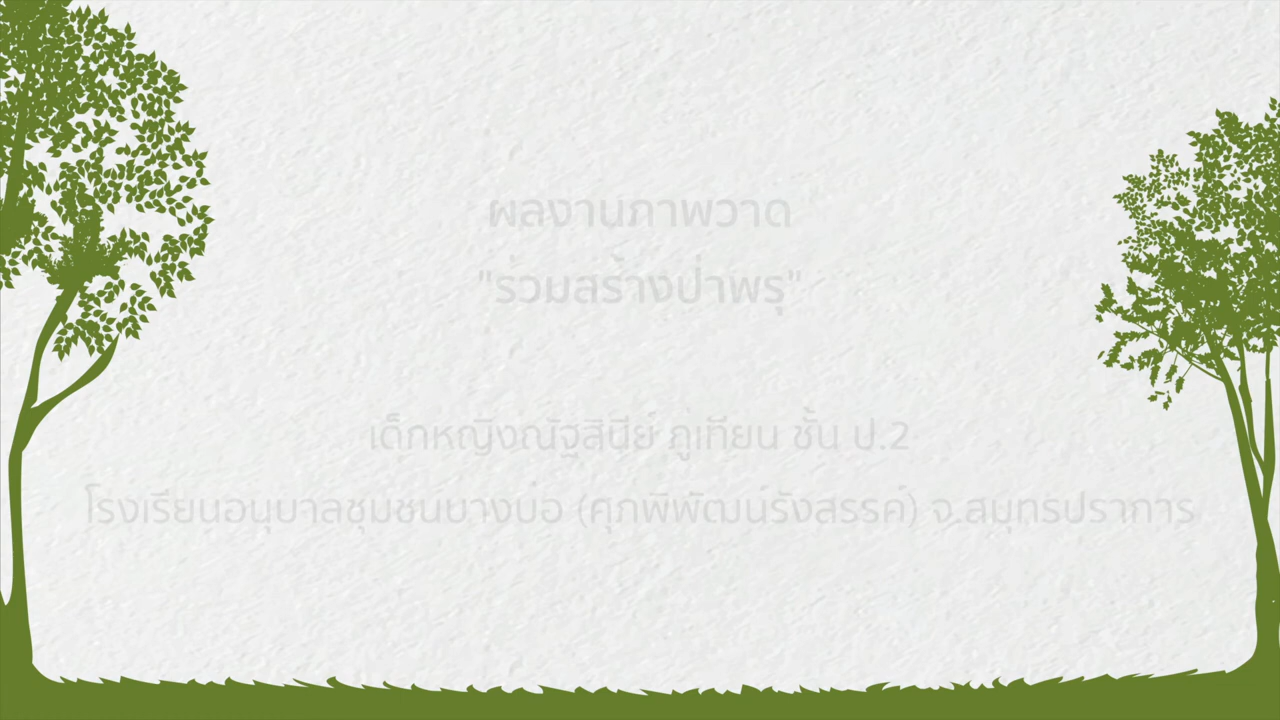 ผลงานภาพวาด
"ร่วมสร้างป่าพรุ"
เด็กหญิงณัฐสินีย์ ภู่เทียน ชั้น ป.2
โรงเรียนอนุบาลชุมชนบางบ่อ (ศุภพิพัฒนรังสรรค์) จ.สมุทรปราการ